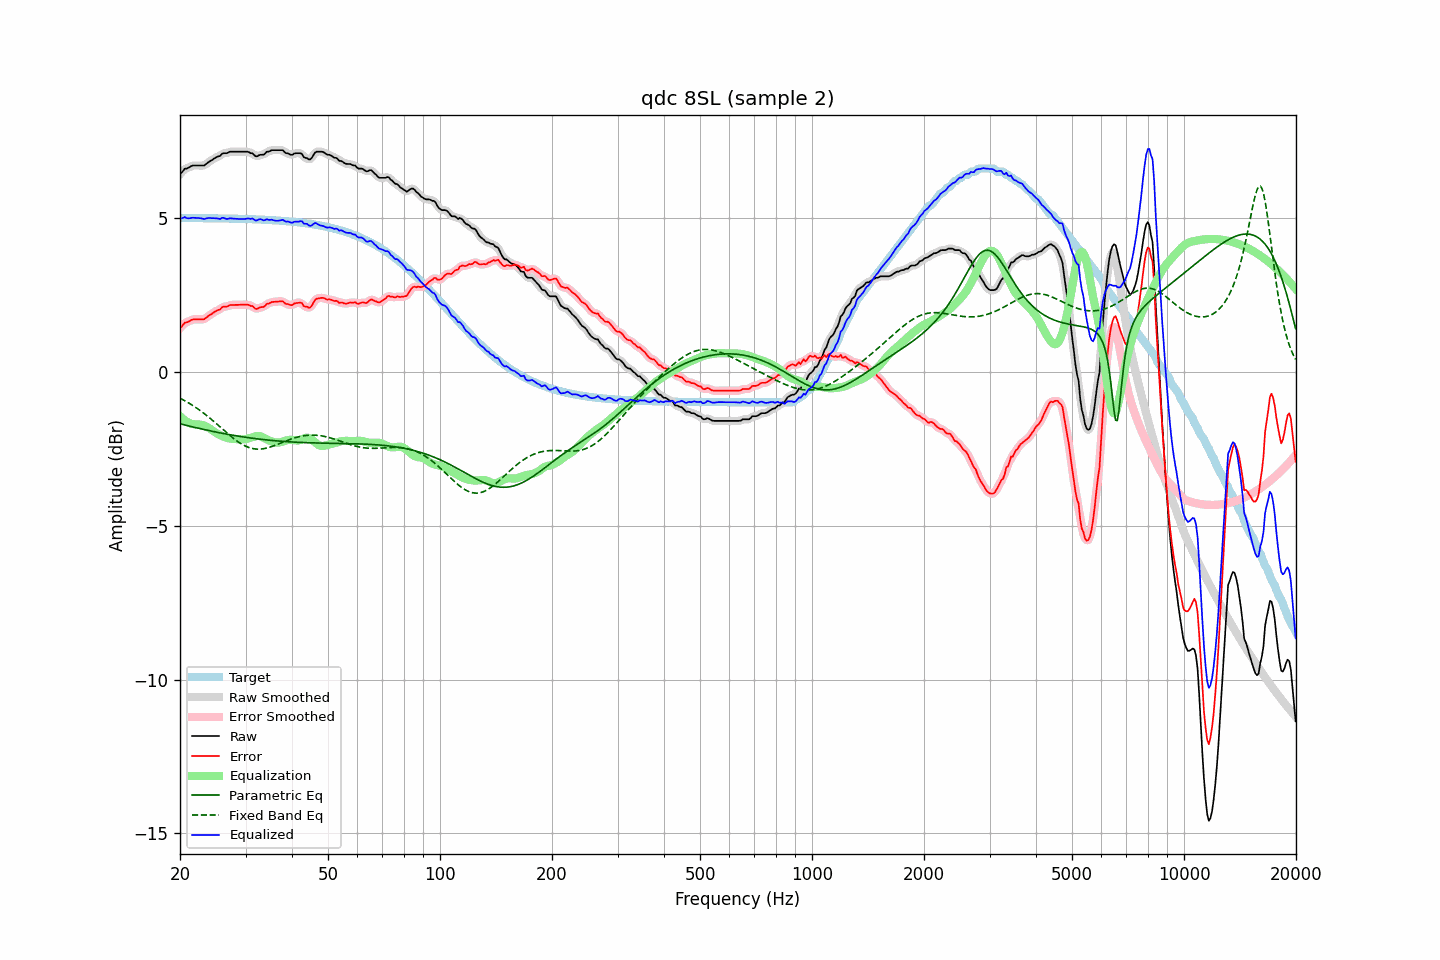 qdc 8SL (sample 2)
Amplitude (dBr)
5
0
−5
−10
−15
Target
Raw Smoothed
Error Smoothed
Raw
Error
Equalization
Parametric Eq
Fixed Band Eq
Equalized
20 50 100 200 500 1000 2000 5000 10000 20000
Frequency (Hz)